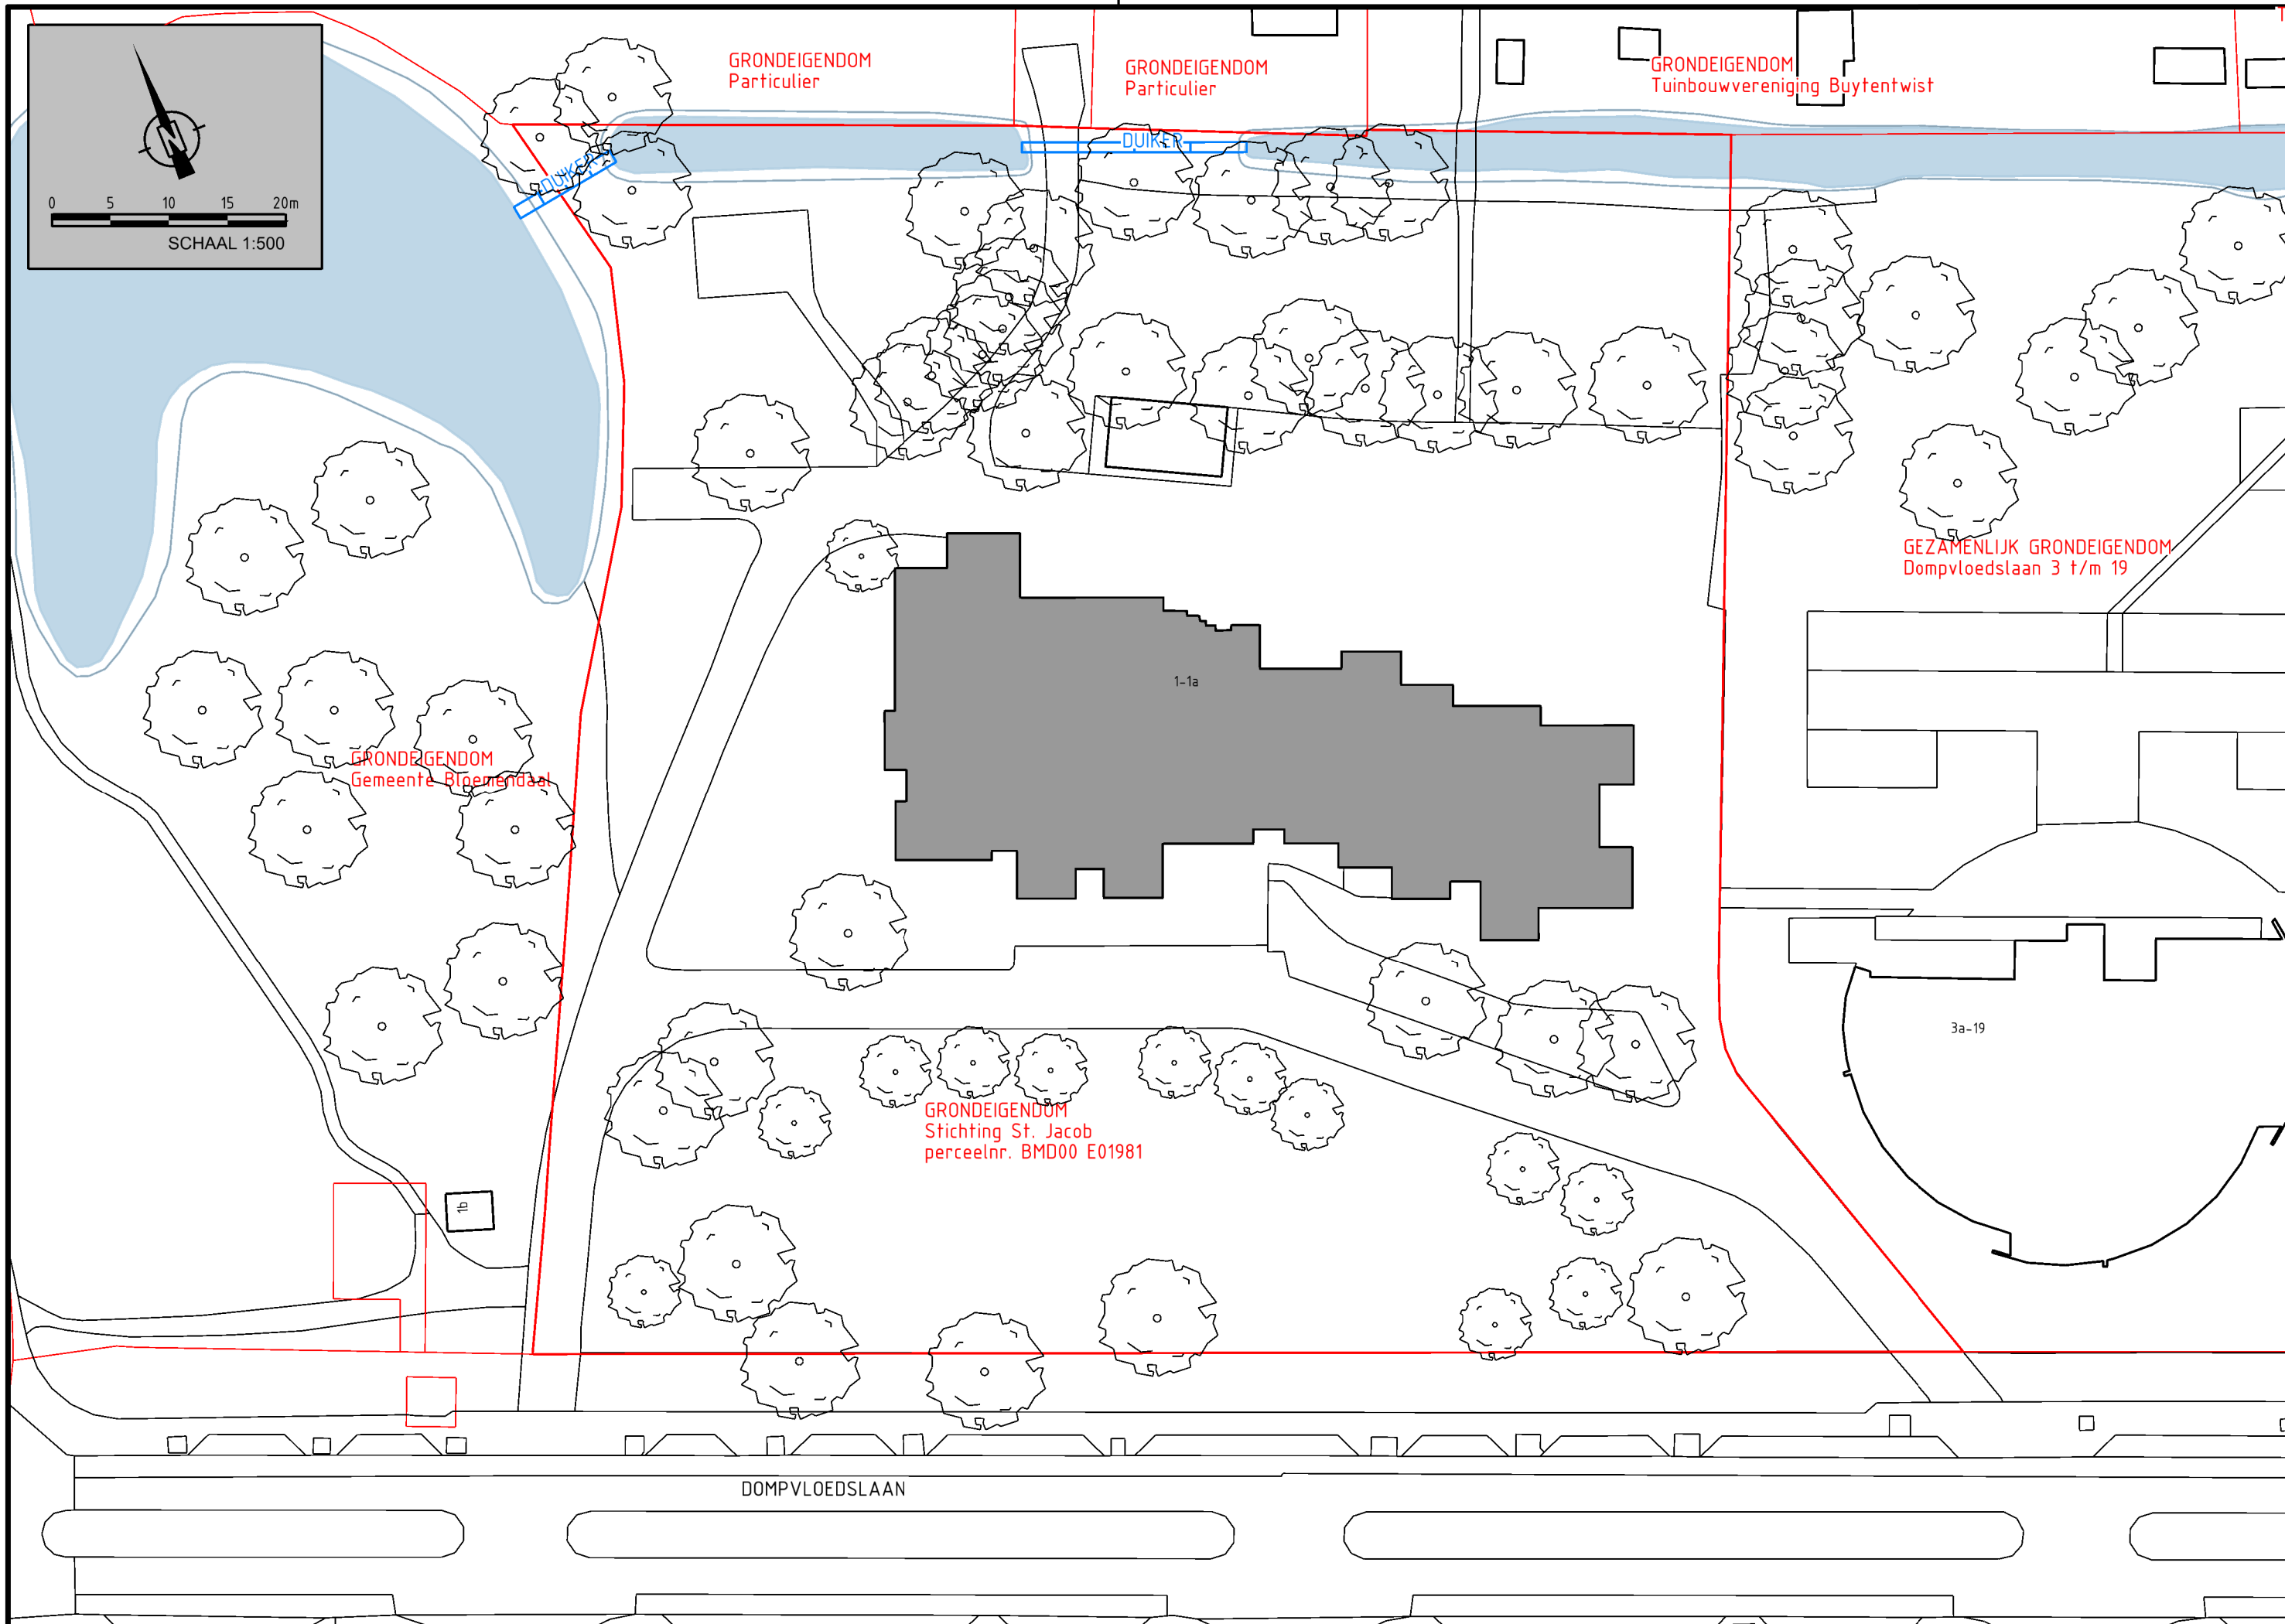 GRONDEIGENDOM
Particulier
GRONDEIGENDOM
Particulier
GRONDEIGENDOM
Tuinbouwvereniging Buytentwist
N
0 5 10 15 20m
SCHAAL 1:500
DUIKER
DUIKER
GEZAMENLIJK GRONDEIGENDOM
Dompvloedslaan 3 t/m 19
1-1a
GRONDEIGENDOM
Gemeente Bloemendaal
3a-19
GRONDEIGENDOM
Stichting St. Jacob
perceelnr. BMD00 E01981
1b
DOMPVLOEDSLAAN